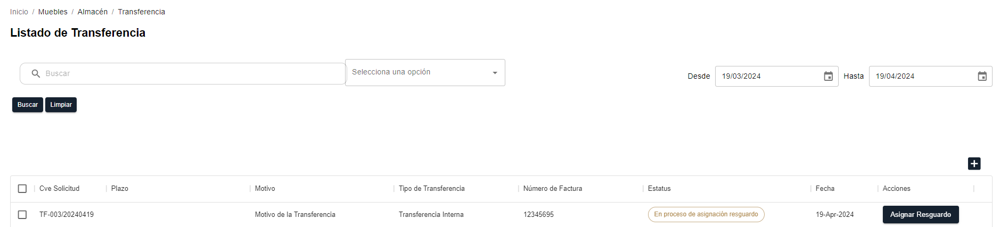 Inicio / Muebles / Almacén / Transferencia
Listado de Transferencia
Buscar
Selecciona una opción
Desde 19/03/2024 Hasta 19/04/2024
Buscar Limpiar
Cve Solicitud Plazo Motivo Tipo de Transferencia Número de Factura Estatus Fecha Acciones
TF-003/20240419 Motivo de la Transferencia Transferencia Interna 12345695 En proceso de asignación resguardo 19-Apr-2024 Asignar Resguardo